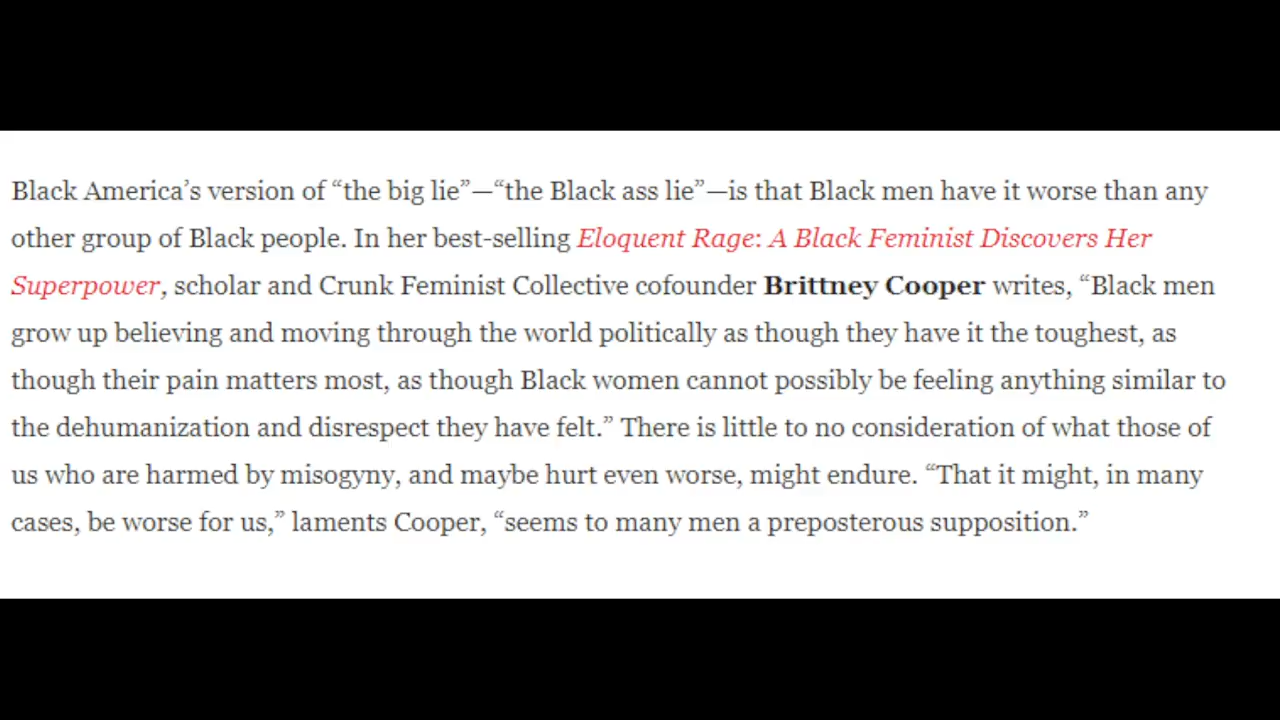 Black America’s version of “the big lie”—“the Black ass lie”—is that Black men have it worse than any
other group of Black people. In her best-selling Eloquent Rage: A Black Feminist Discovers Her
Superpower, scholar and Crunk Feminist Collective cofounder Brittney Cooper writes, “Black men
grow up believing and moving through the world politically as though they have it the toughest, as
though their pain matters most, as though Black women cannot possibly be feeling anything similar to
the dehumanization and disrespect they have felt.” There is little to no consideration of what those of
us who are harmed by misogyny, and maybe hurt even worse, might endure. “That it might, in many
cases, be worse for us,” laments Cooper, “seems to many men a preposterous supposition.”